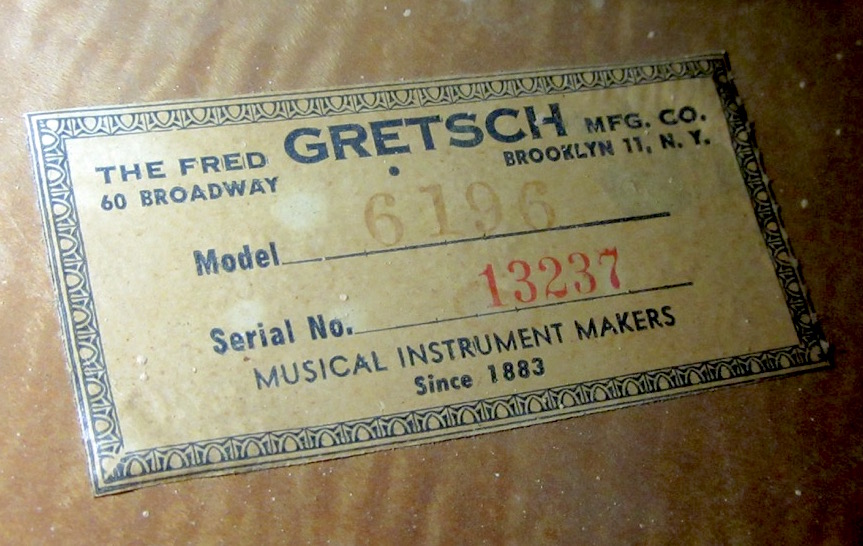 THE FRED GRETSCH MFG. CO.
60 BROADWAY BROOKLYN 11, N. Y.
Model 6196
Serial No. 13237
MUSICAL INSTRUMENT MAKERS
Since 1883